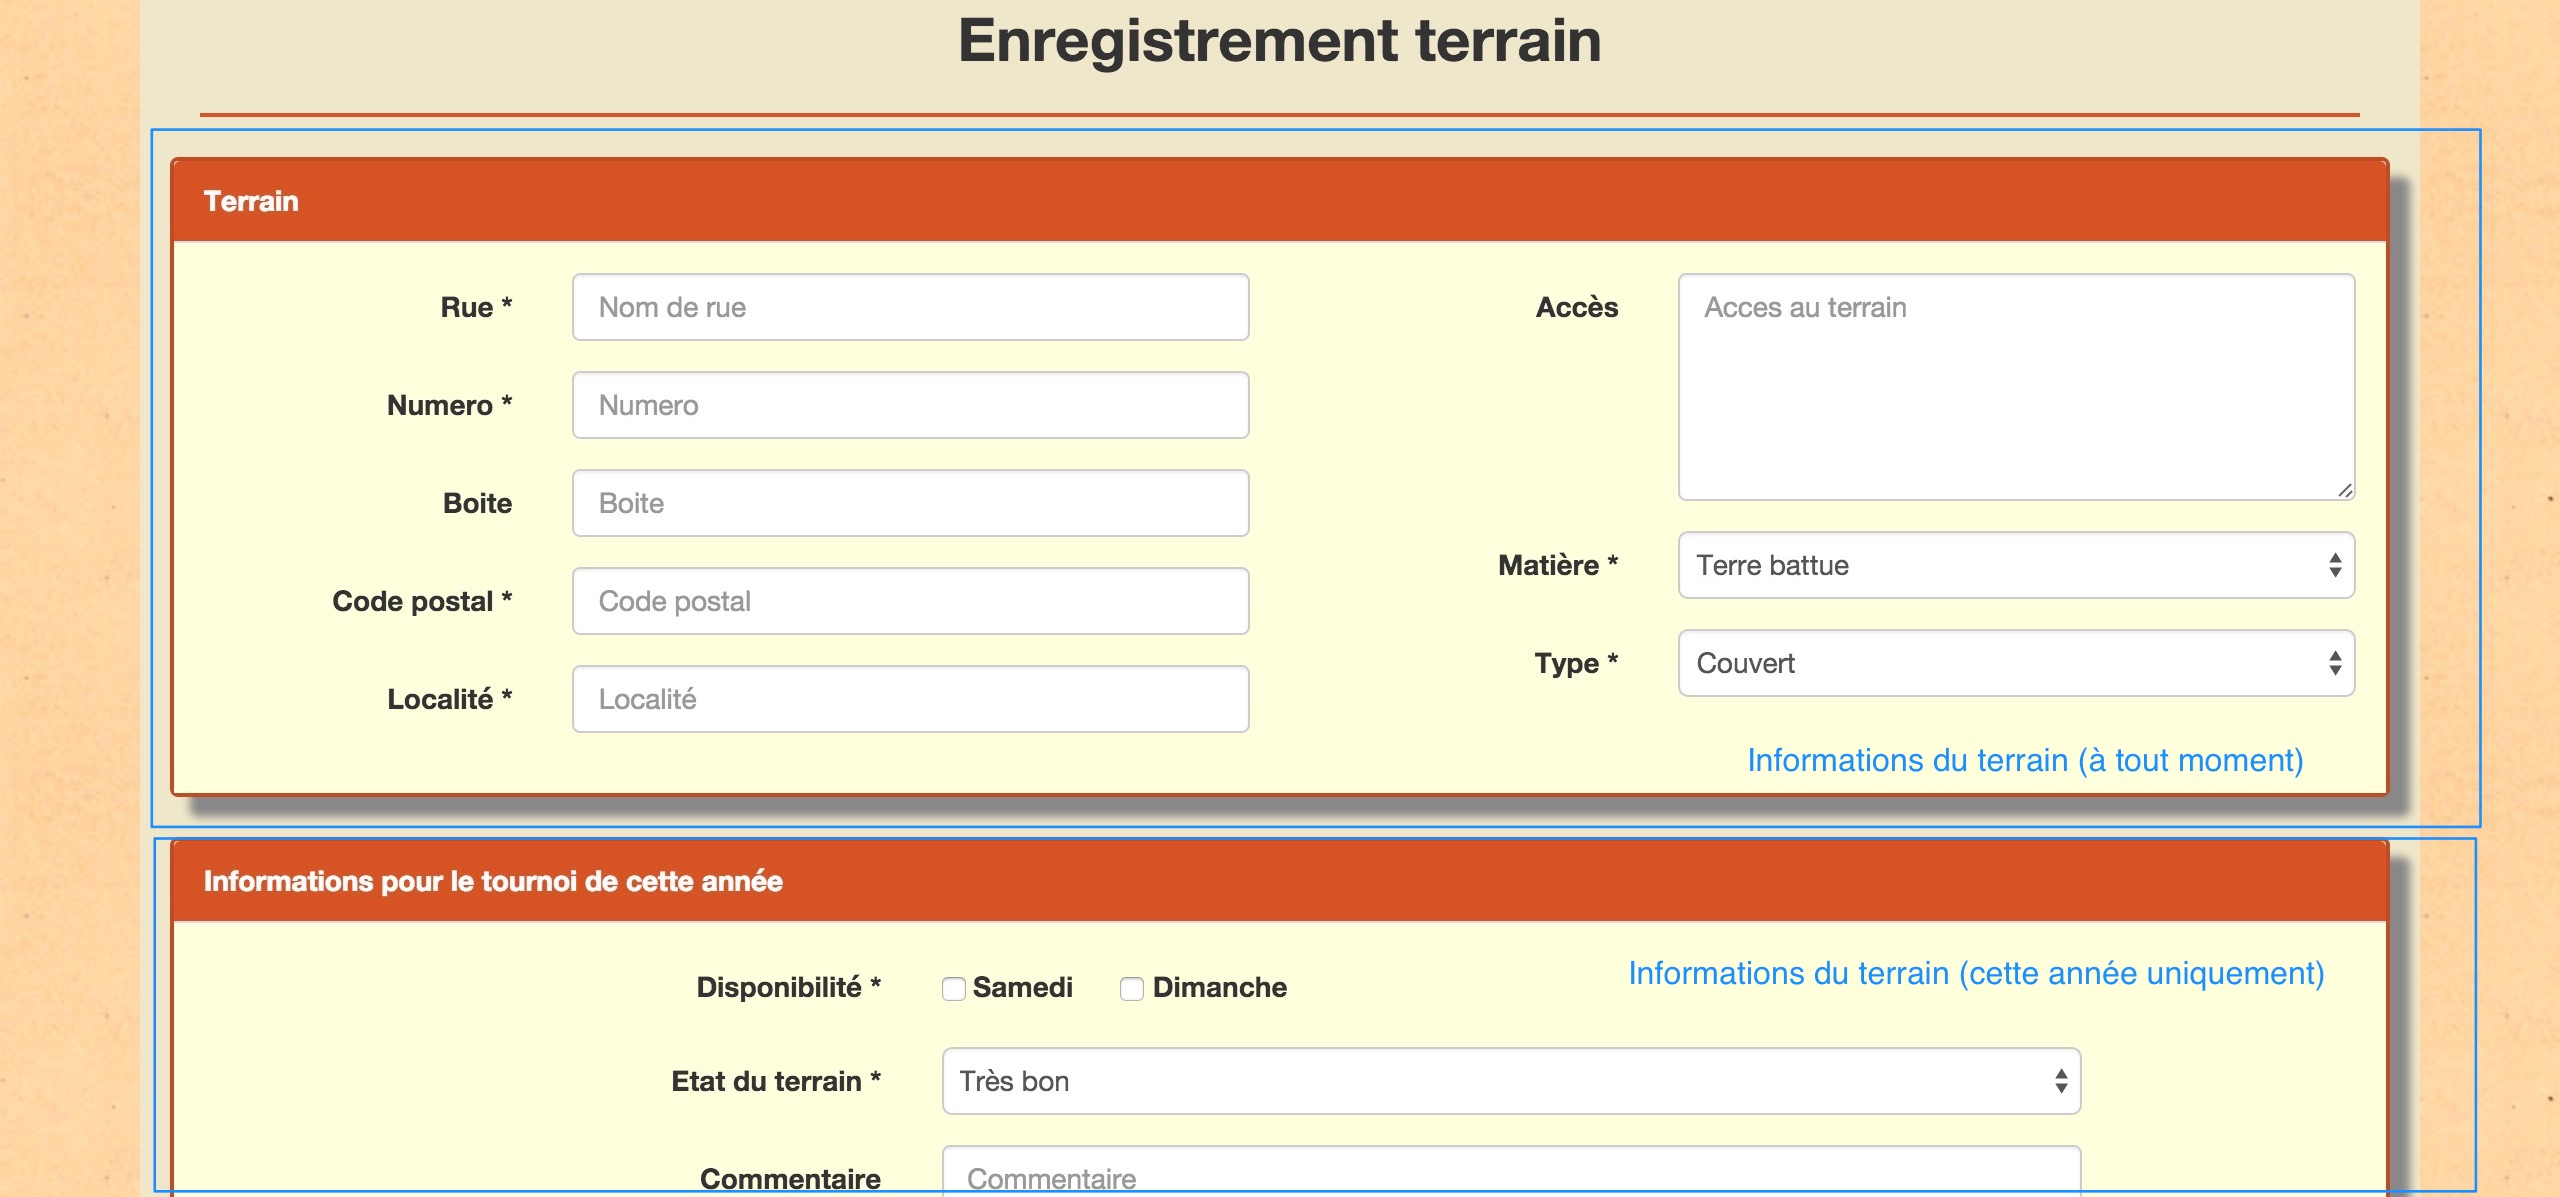 Enregistrement terrain
Terrain
Rue *
Nom de rue
Numero *
Numero
Boite
Boite
Code postal *
Code postal
Localité *
Localité
Accès
Acces au terrain
Matière *
Terre battue
Type *
Couvert
Informations du terrain (à tout moment)
Informations pour le tournoi de cette année
Informations du terrain (cette année uniquement)
Disponibilité *
Samedi
Dimanche
Etat du terrain *
Très bon
Commentaire
Commentaire